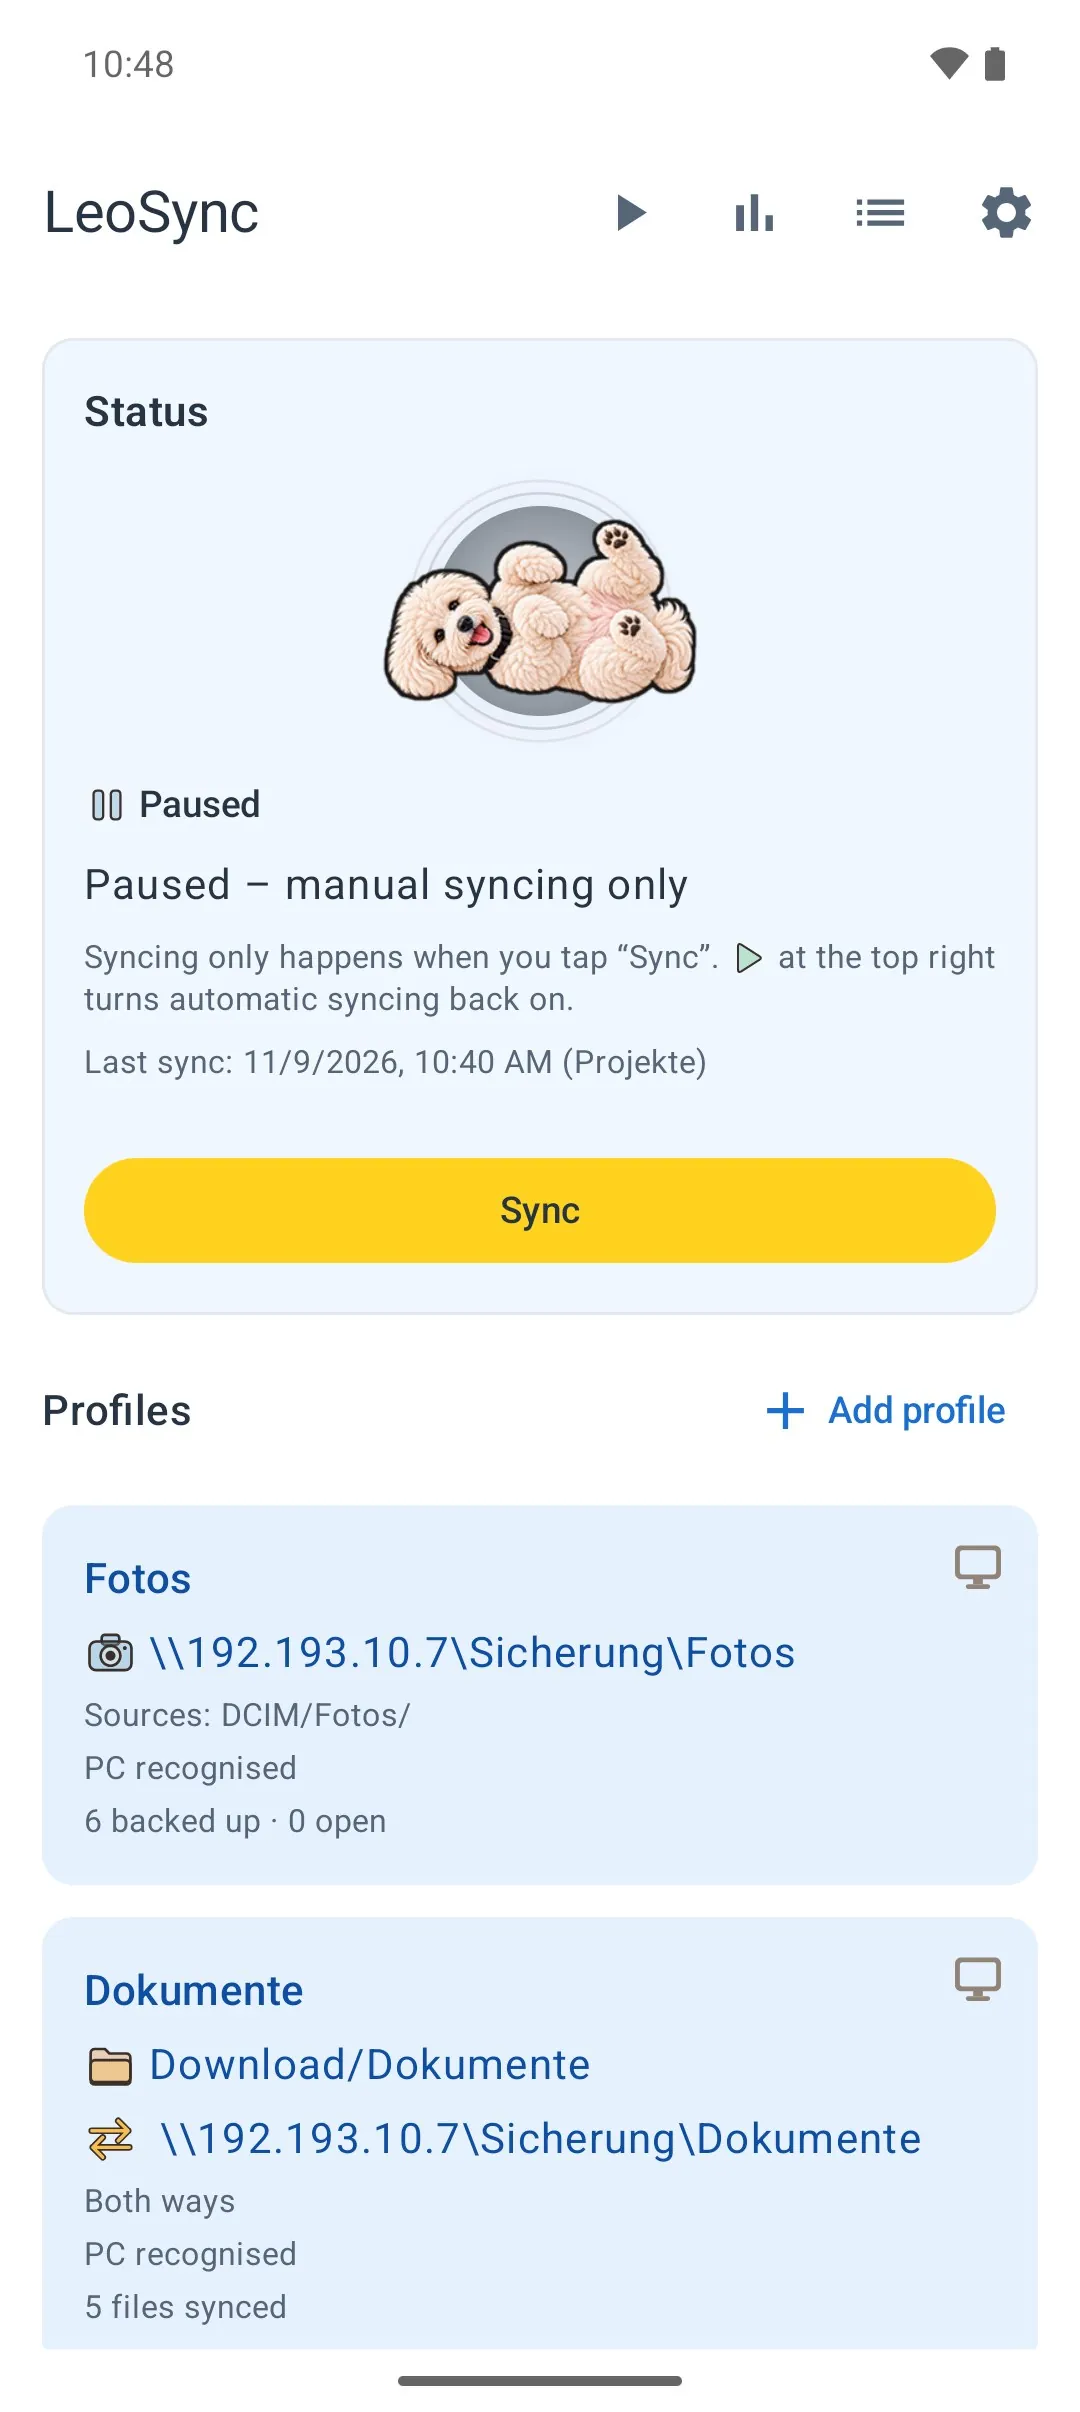 10:48
LeoSync
Status
Paused
Paused – manual syncing only
Syncing only happens when you tap “Sync”. at the top right
turns automatic syncing back on.
Last sync: 11/9/2026, 10:40 AM (Projekte)
Sync
Profiles
Add profile
Fotos
\\192.193.10.7\Sicherung\Fotos
Sources: DCIM/Fotos/
PC recognised
6 backed up · 0 open
Dokumente
Download/Dokumente
\\192.193.10.7\Sicherung\Dokumente
Both ways
PC recognised
5 files synced